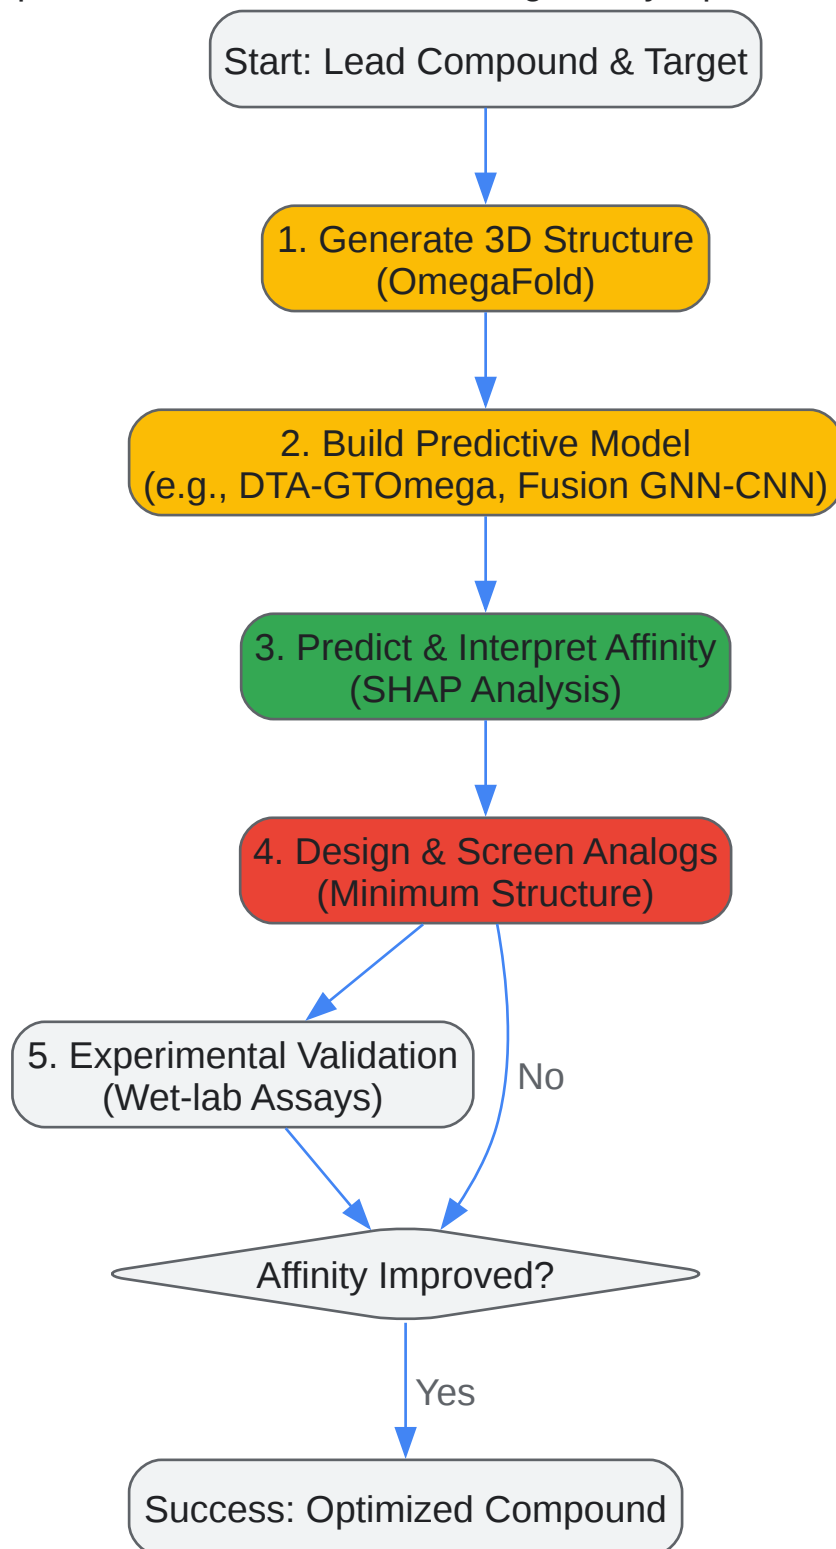 Start: Lead Compound & Target
1. Generate 3D Structure
(OmegaFold)
2. Build Predictive Model
(e.g., DTA-GTOmega, Fusion GNN-CNN)
3. Predict & Interpret Affinity
(SHAP Analysis)
4. Design & Screen Analogs
(Minimum Structure)
5. Experimental Validation
(Wet-lab Assays)
No
Affinity Improved?
Yes
Success: Optimized Compound